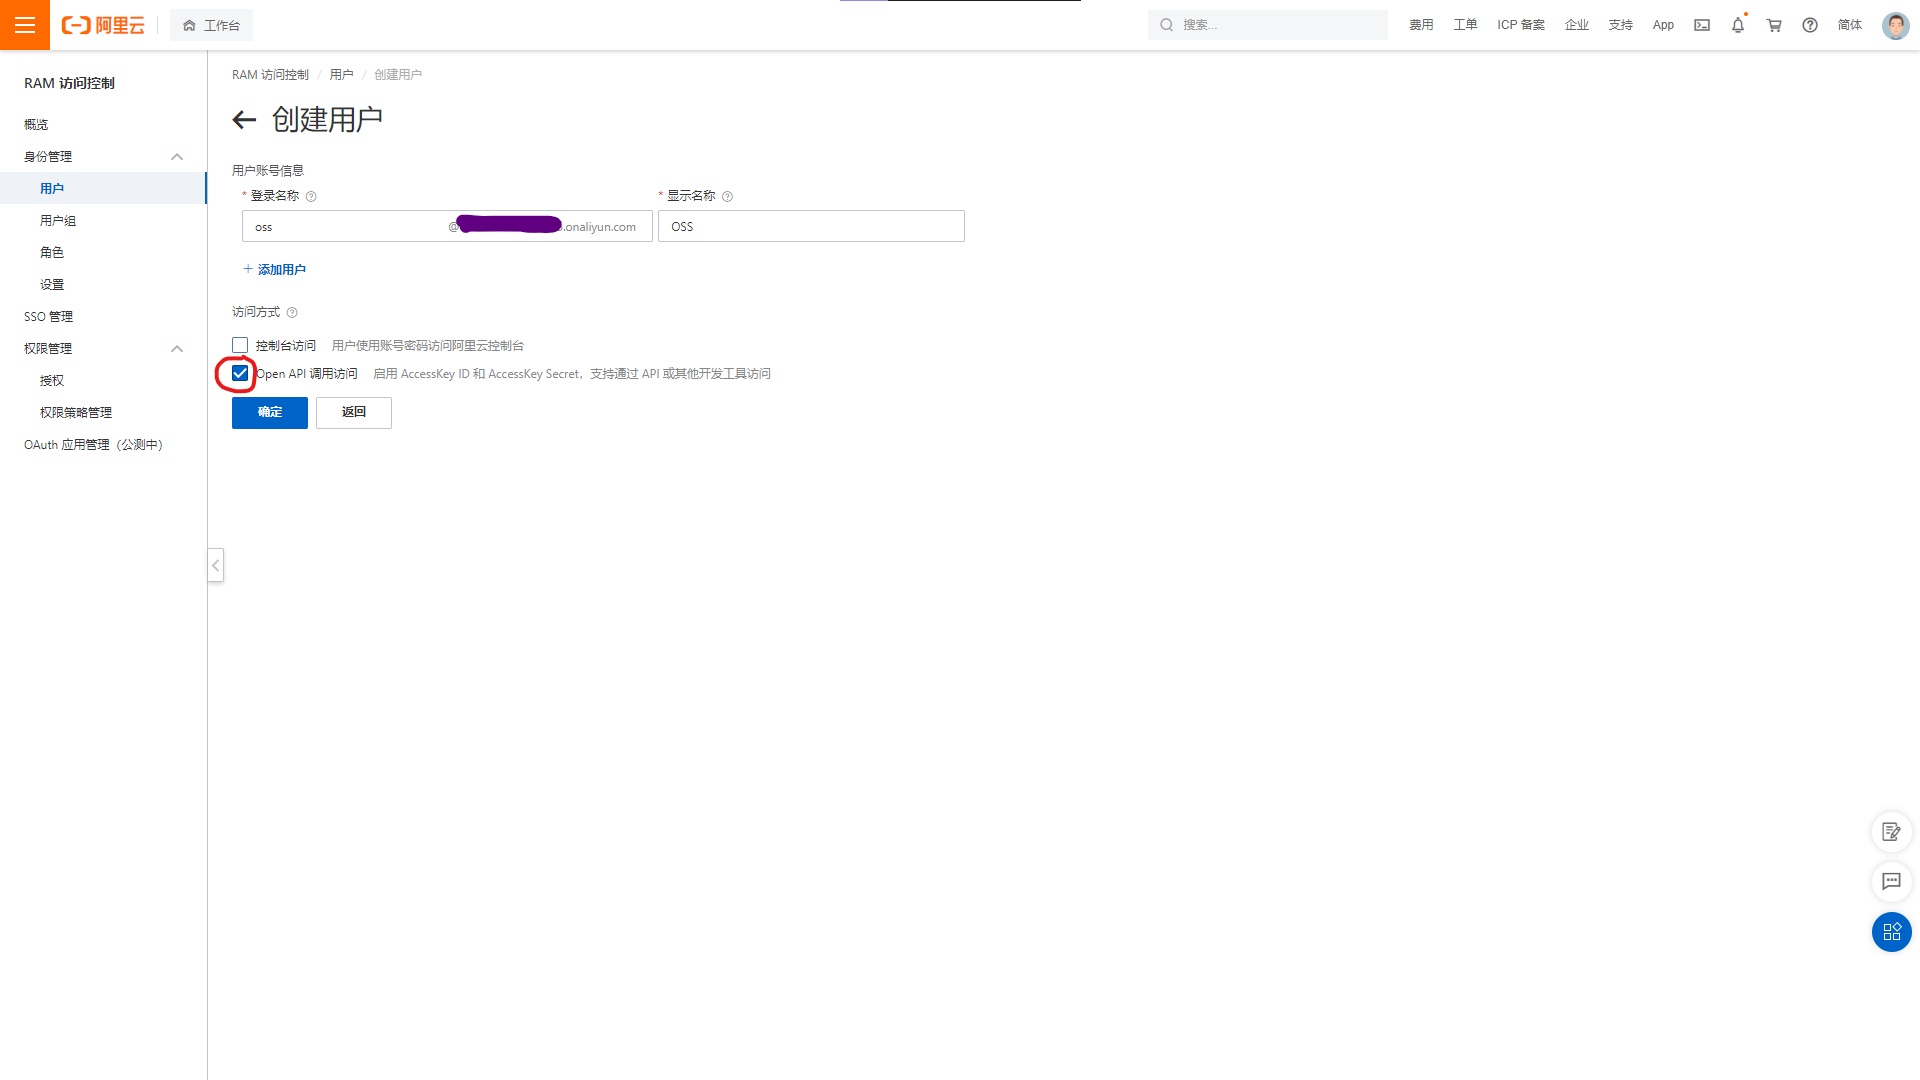 阿里云
工作台
搜索...
费用
工单
ICP 备案
企业
支持
App
简体
RAM 访问控制
概览
身份管理
用户
用户组
角色
设置
SSO 管理
权限管理
授权
权限策略管理
OAuth 应用管理（公测中）
RAM 访问控制 / 用户 / 创建用户
创建用户
用户账号信息
* 登录名称
* 显示名称
oss @ .onaliyun.com
OSS
+ 添加用户
访问方式
控制台访问 用户使用账号密码访问阿里云控制台
Open API 调用访问 启用 AccessKey ID 和 AccessKey Secret，支持通过 API 或其他开发工具访问
确定
返回